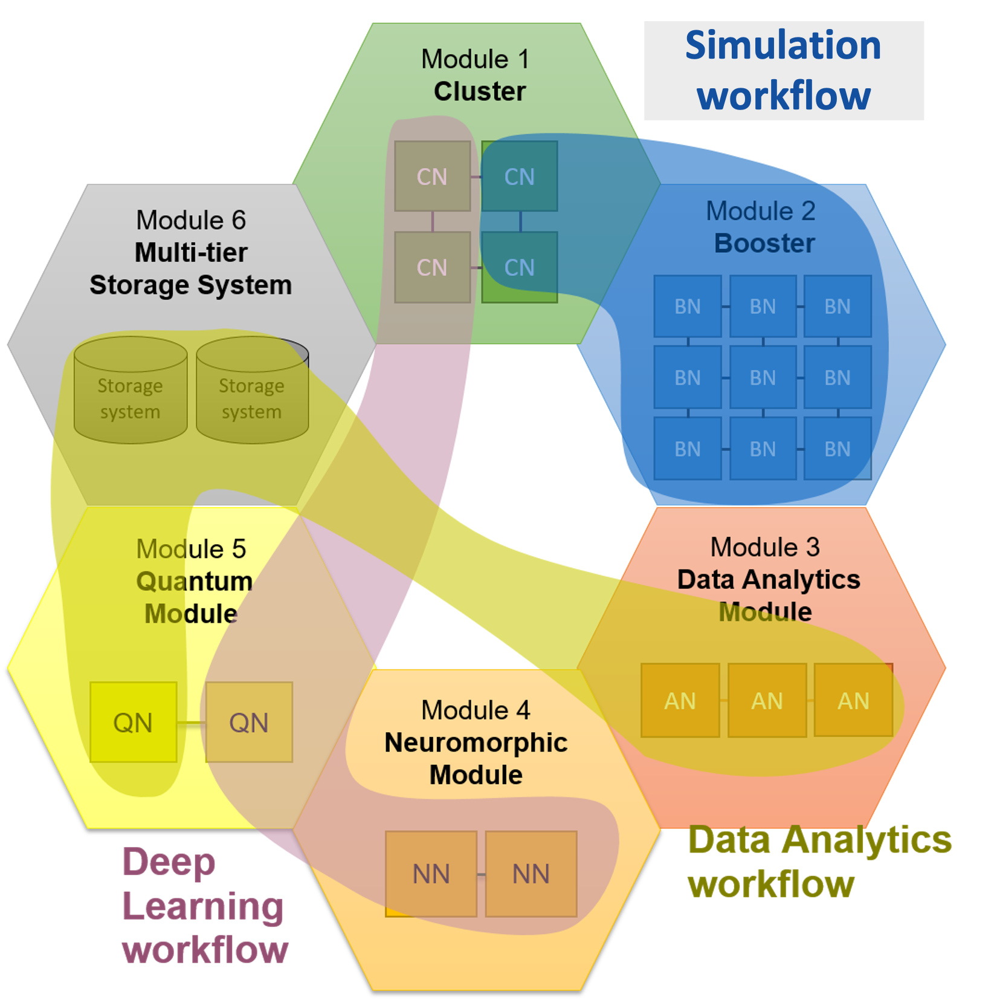 Simulation
workflow
Module 1
Cluster
CN
CN
CN
CN
Module 2
Booster
BN
BN
BN
BN
BN
BN
BN
BN
BN
Module 6
Multi-tier
Storage System
Storage
system
Storage
system
Module 5
Quantum
Module
QN
QN
Module 3
Data Analytics
Module
AN
AN
AN
Module 4
Neuromorphic
Module
NN
NN
Deep
Learning
workflow
Data Analytics
workflow